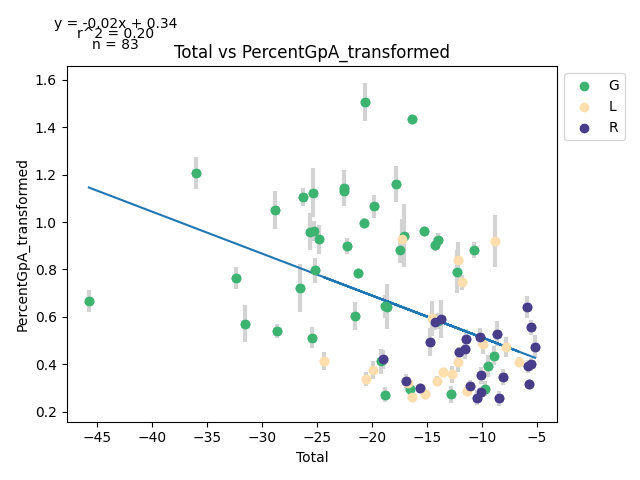 y = -0.02x + 0.34
r^2 = 0.20
n = 83
Total vs PercentGpA_transformed
1.6
1.4
1.2
1.0
0.8
0.6
0.4
0.2
PercentGpA_transformed
−45
−40
−35
−30
−25
−20
−15
−10
−5
Total
G
L
R